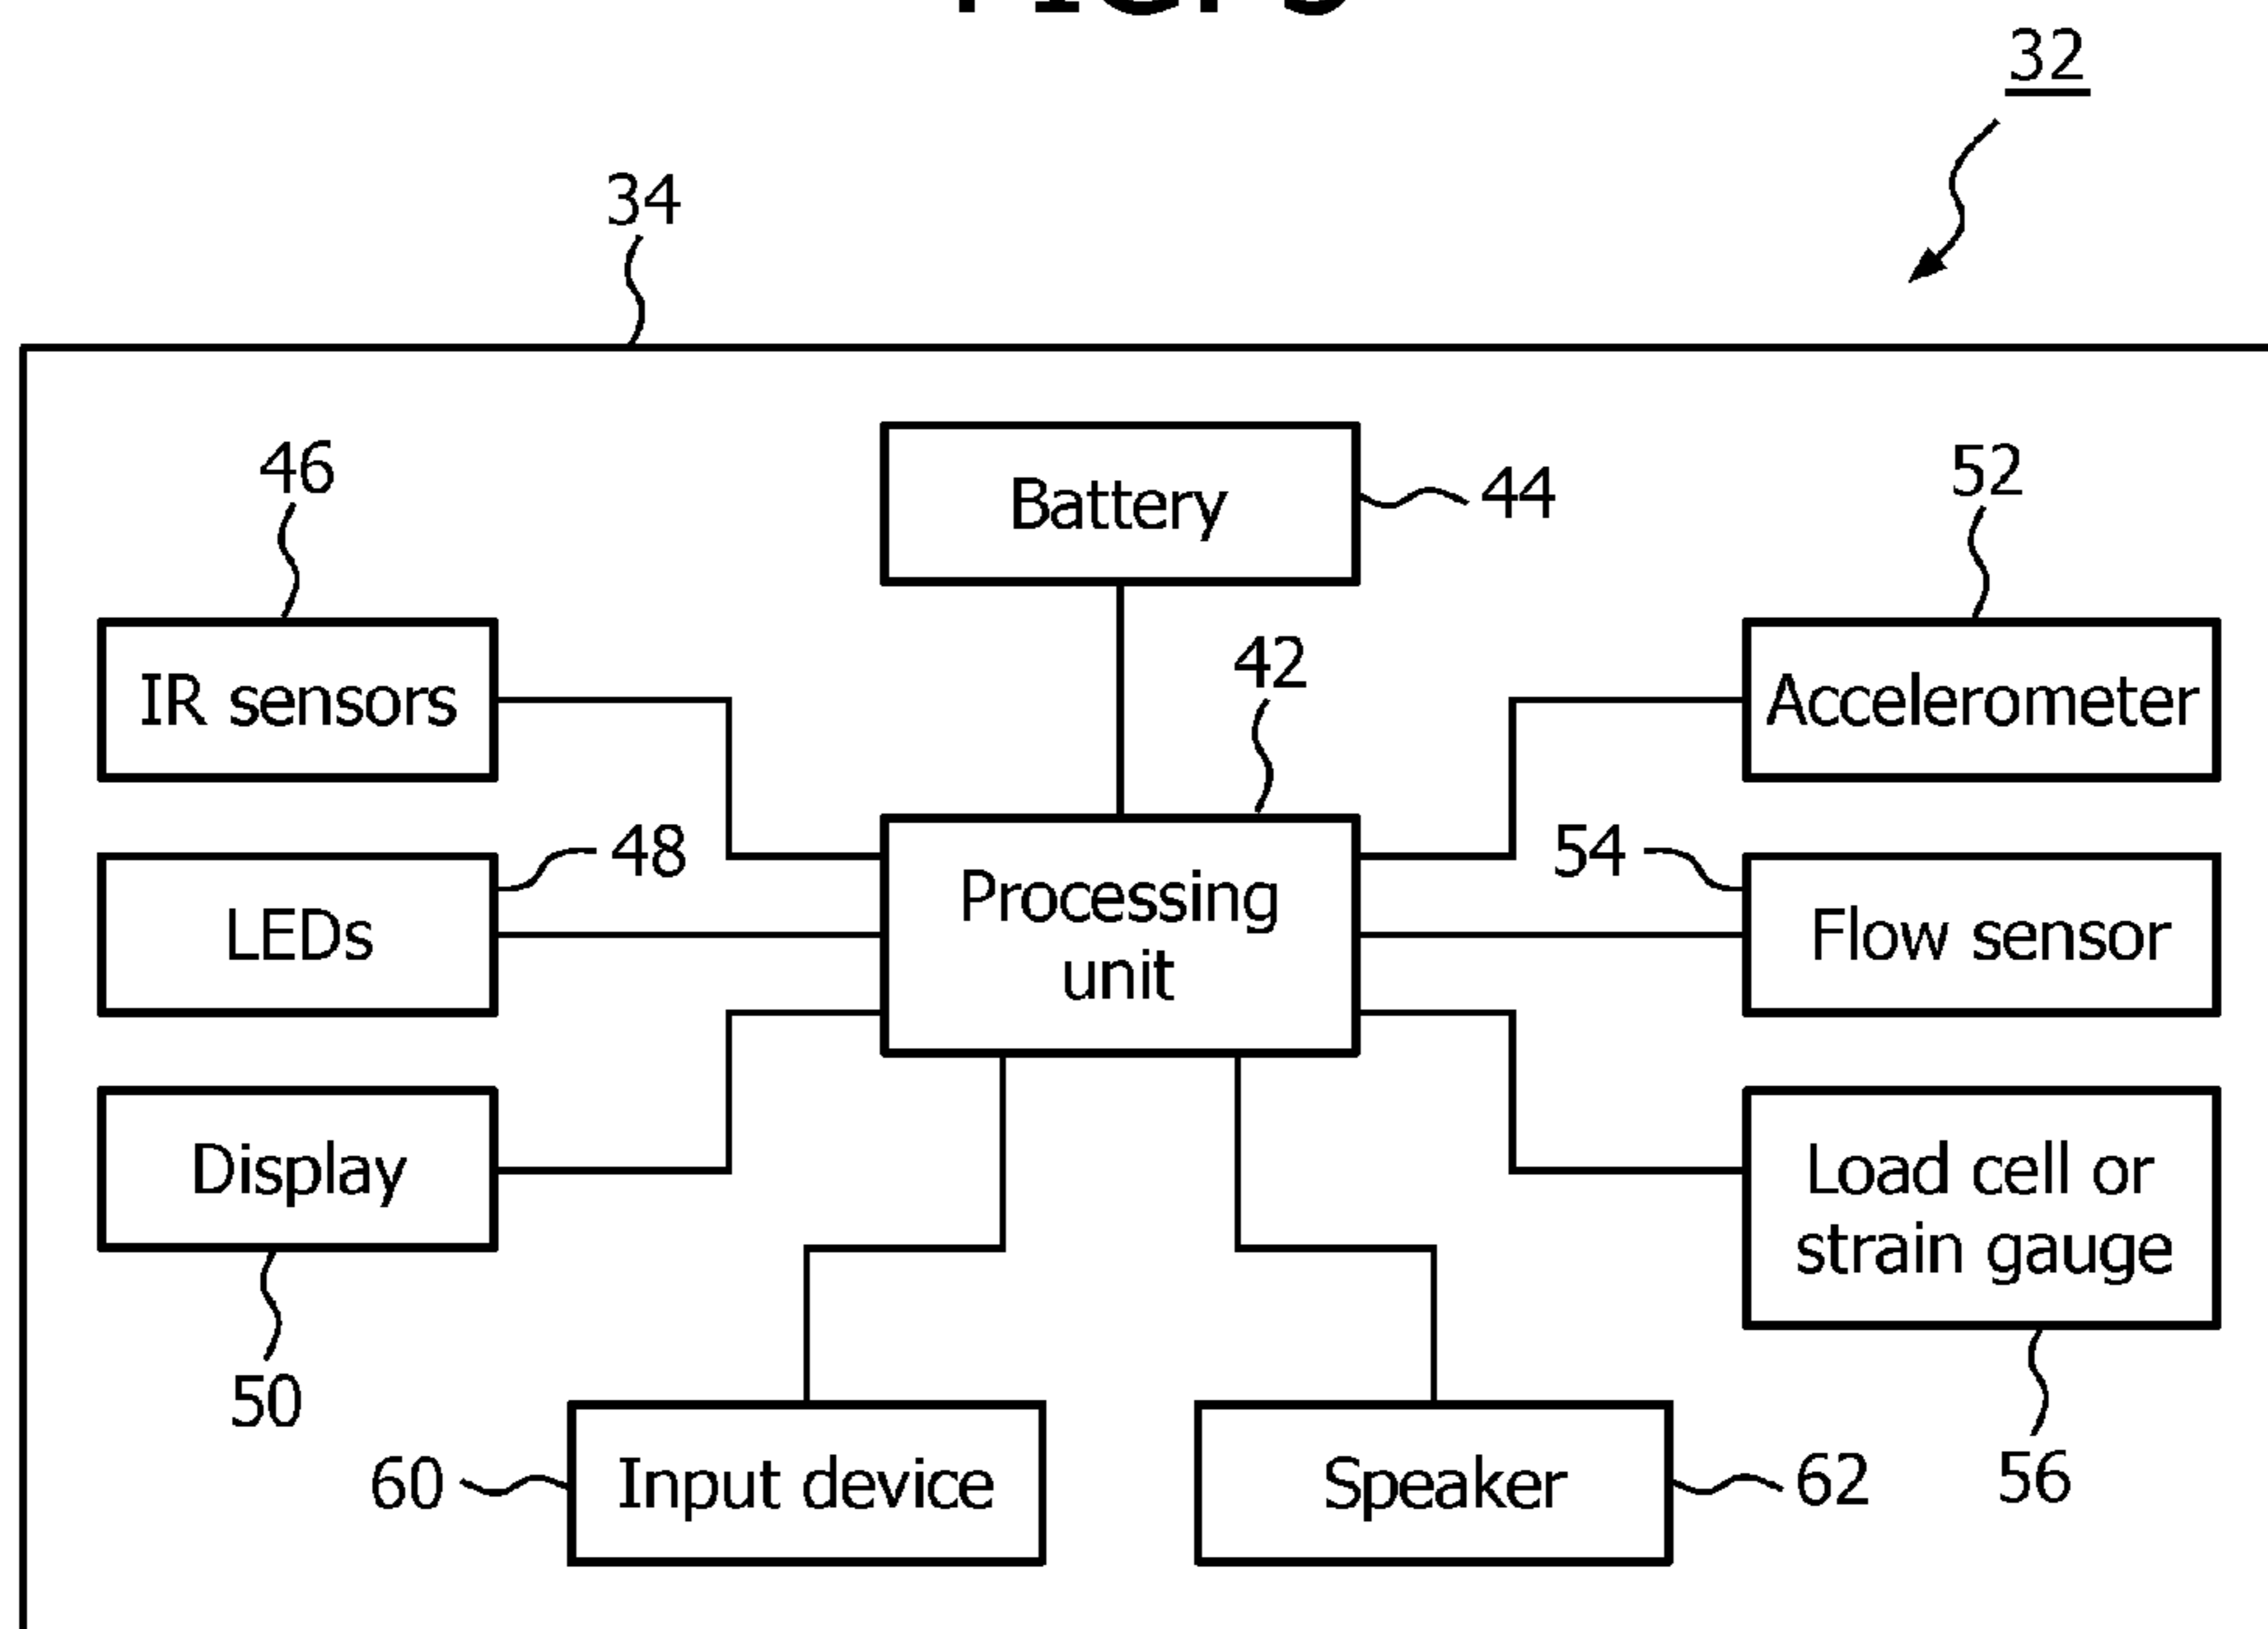 32
34
46
Battery
44
52
IR sensors
42
Accelerometer
48
54
LEDs
Processing
unit
Flow sensor
Display
Load cell or
strain gauge
50
60
Input device
Speaker
62
56